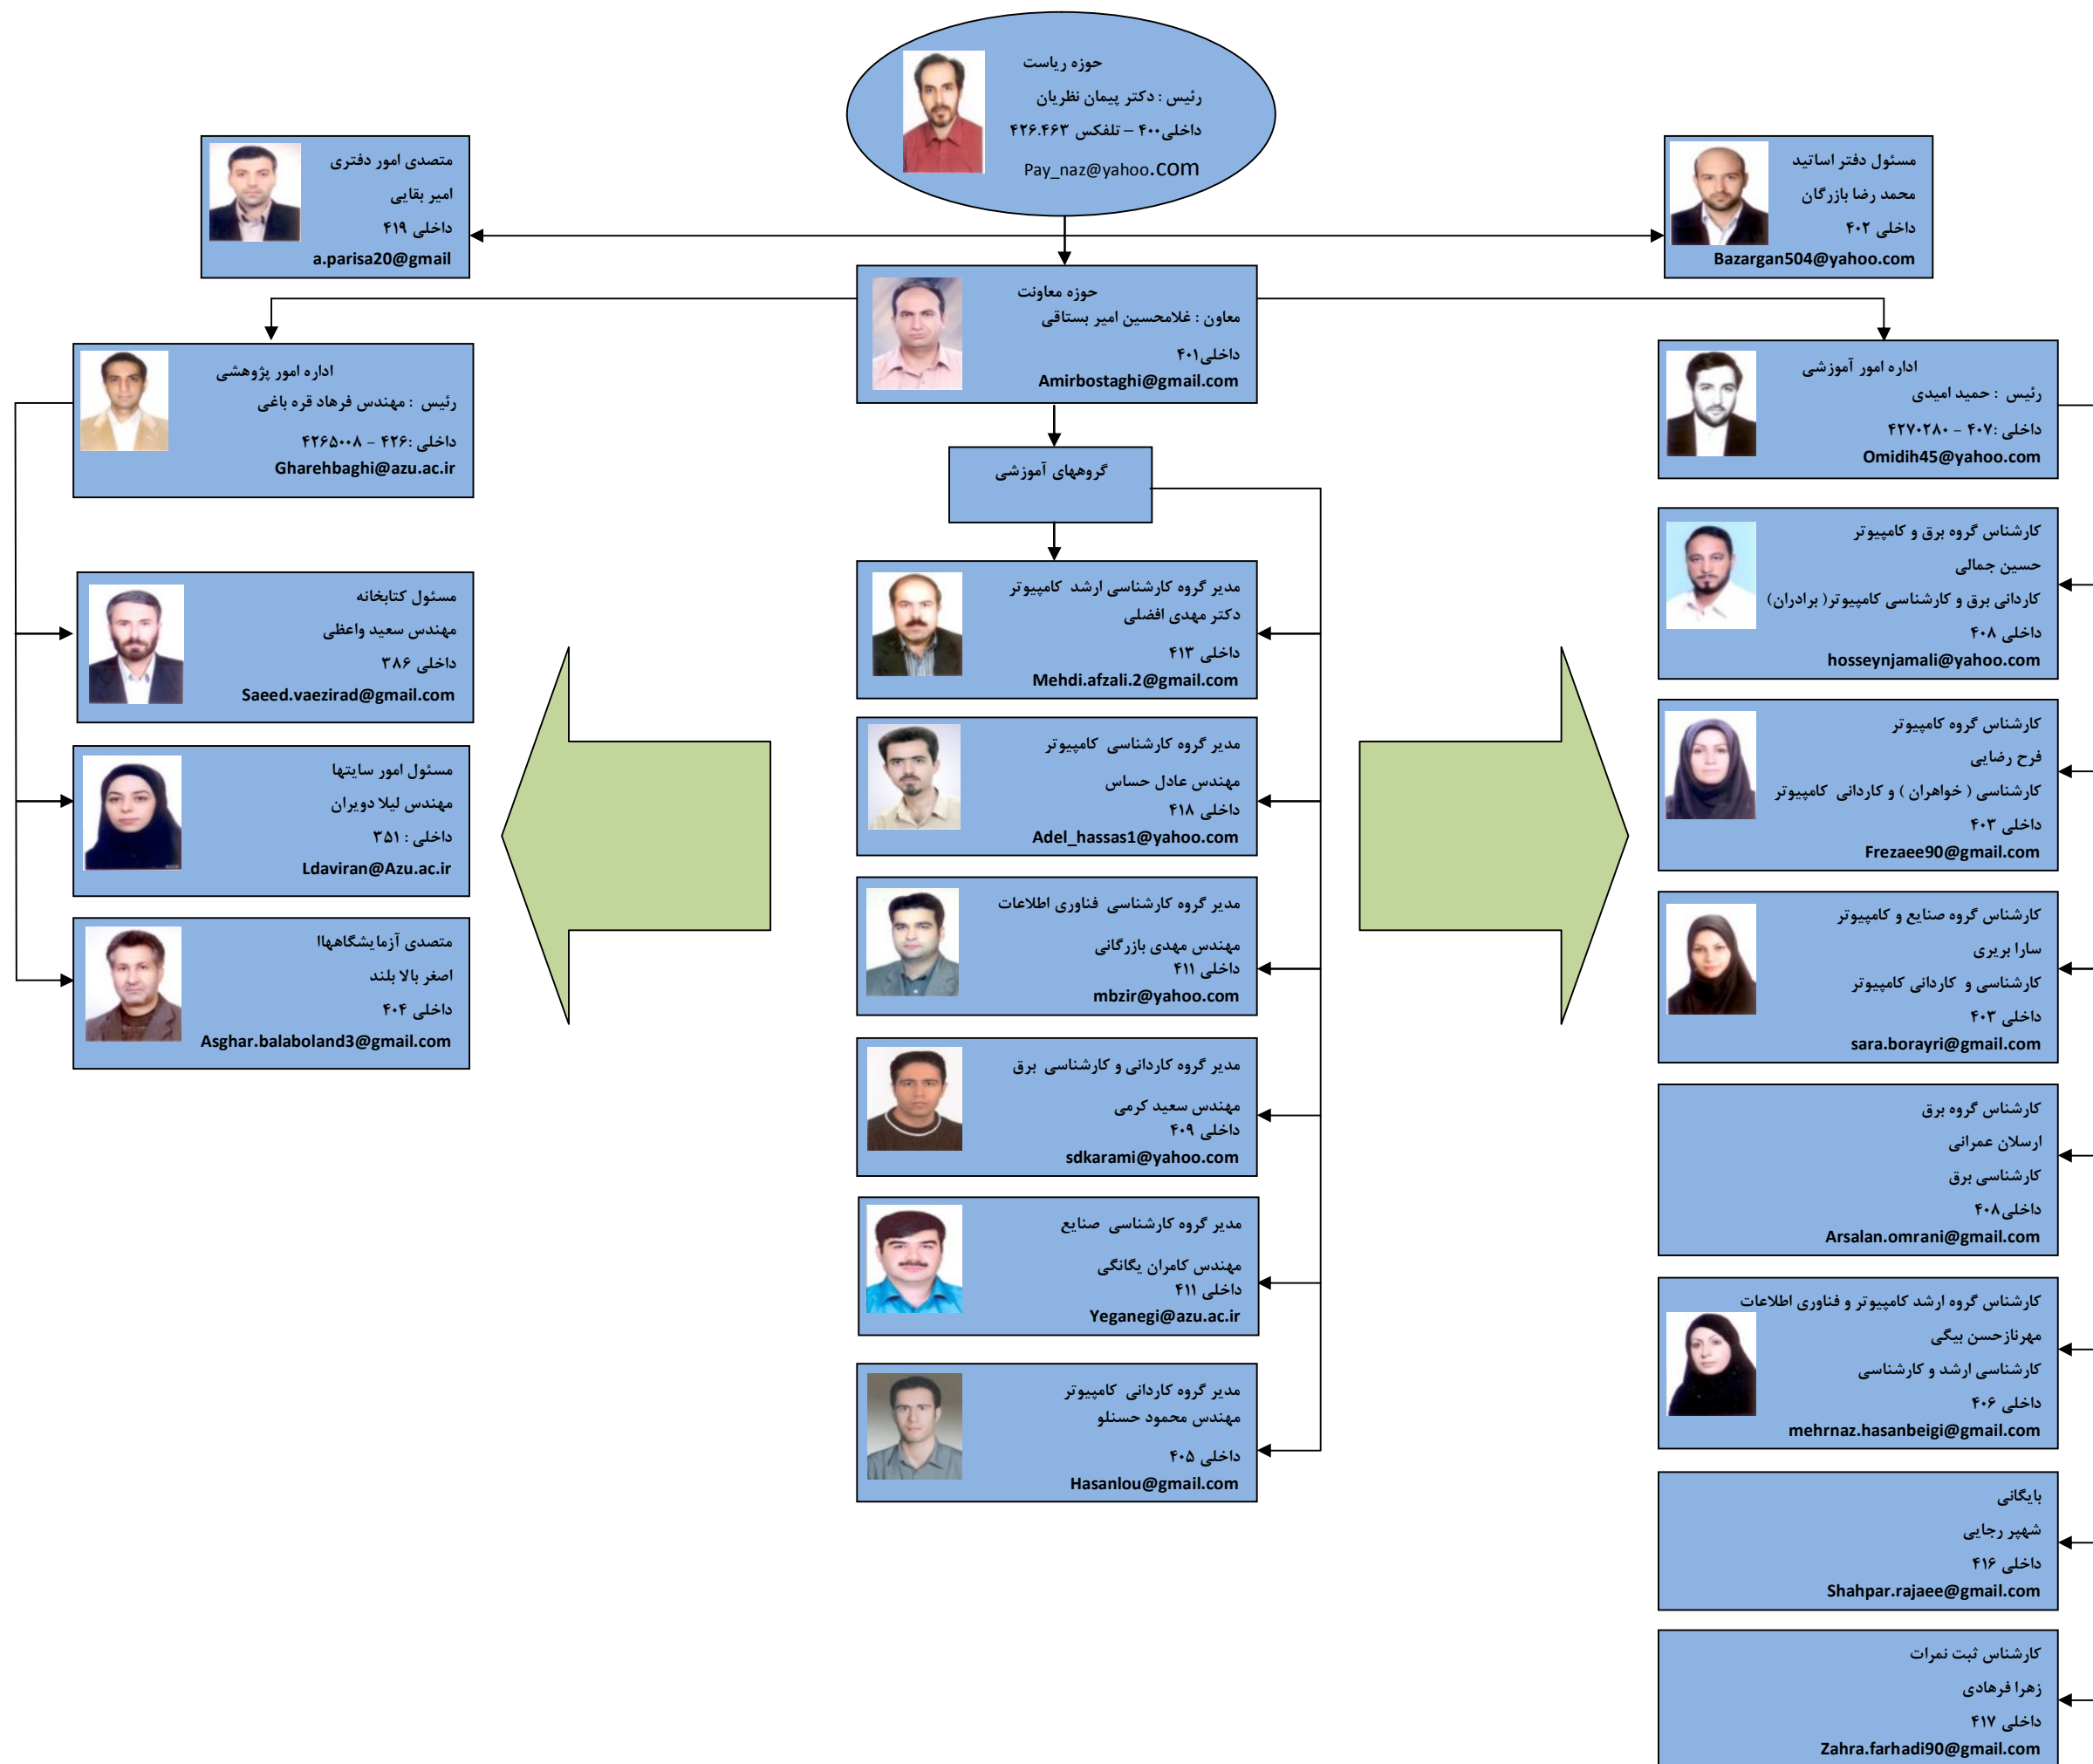 حوزه ریاست
رئیس : دکتر پیمان نظریان
داخلی۴۰۰ – تلفکس ۴۲۶.۴۶۳
Pay_naz@yahoo.com
مسئول دفتر اساتید
محمد رضا بازرگان
داخلی ۴۰۲
Bazargan504@yahoo.com
متصدی امور دفتری
امیر بقایی
داخلی ۴۱۹
a.parisa20@gmail
حوزه معاونت
معاون : غلامحسین امیر بستاقی
داخلی۴۰۱
Amirbostaghi@gmail.com
اداره امور آموزشی
رئیس : حمید امیدی
داخلی :۴۰۷ - ۴۲۷۰۲۸۰
Omidih45@yahoo.com
کارشناس گروه برق و کامپیوتر
حسین جمالی
کاردانی برق و کارشناسی کامپیوتر( برادران)
داخلی ۴۰۸
hosseynjamali@yahoo.com
کارشناس گروه کامپیوتر
فرح رضایی
کارشناسی ( خواهران ) و کاردانی کامپیوتر
داخلی ۴۰۳
Frezaee90@gmail.com
کارشناس گروه صنایع و کامپیوتر
سارا بریری
کارشناسی و کاردانی کامپیوتر
داخلی ۴۰۳
sara.borayri@gmail.com
کارشناس گروه برق
ارسلان عمرانی
کارشناسی برق
داخلی۴۰۸
Arsalan.omrani@gmail.com
کارشناس گروه ارشد کامپیوتر و فناوری اطلاعات
مهرنازحسن بیگی
کارشناسی ارشد و کارشناسی
داخلی ۴۰۶
mehrnaz.hasanbeigi@gmail.com
بایگانی
شهپر رجایی
داخلی ۴۱۶
Shahpar.rajaee@gmail.com
کارشناس ثبت نمرات
زهرا فرهادی
داخلی ۴۱۷
Zahra.farhadi90@gmail.com
گروههای آموزشی
مدیر گروه کارشناسی ارشد کامپیوتر
دکتر مهدی افضلی
داخلی ۴۱۳
Mehdi.afzali.2@gmail.com
مدیر گروه کارشناسی کامپیوتر
مهندس عادل حساس
داخلی ۴۱۸
Adel_hassas1@yahoo.com
مدیر گروه کارشناسی فناوری اطلاعات
مهندس مهدی بازرگانی
داخلی ۴۱۱
mbzir@yahoo.com
مدیر گروه کاردانی و کارشناسی برق
مهندس سعید کرمی
داخلی ۴۰۹
sdkarami@yahoo.com
مدیر گروه کارشناسی صنایع
مهندس کامران یگانگی
داخلی ۴۱۱
Yeganegi@azu.ac.ir
مدیر گروه کاردانی کامپیوتر
مهندس محمود حسنلو
داخلی ۴۰۵
Hasanlou@gmail.com
اداره امور پژوهشی
رئیس : مهندس فرهاد قره باغی
داخلی :۴۲۶ - ۴۲۶۵۰۰۸
Gharehbaghi@azu.ac.ir
مسئول کتابخانه
مهندس سعید واعظی
داخلی ۳۸۶
Saeed.vaezirad@gmail.com
مسئول امور سایتها
مهندس لیلا دویران
داخلی : ۳۵۱
Ldaviran@Azu.ac.ir
متصدی آزمایشگاههاا
اصغر بالا بلند
داخلی ۴۰۴
Asghar.balaboland3@gmail.com